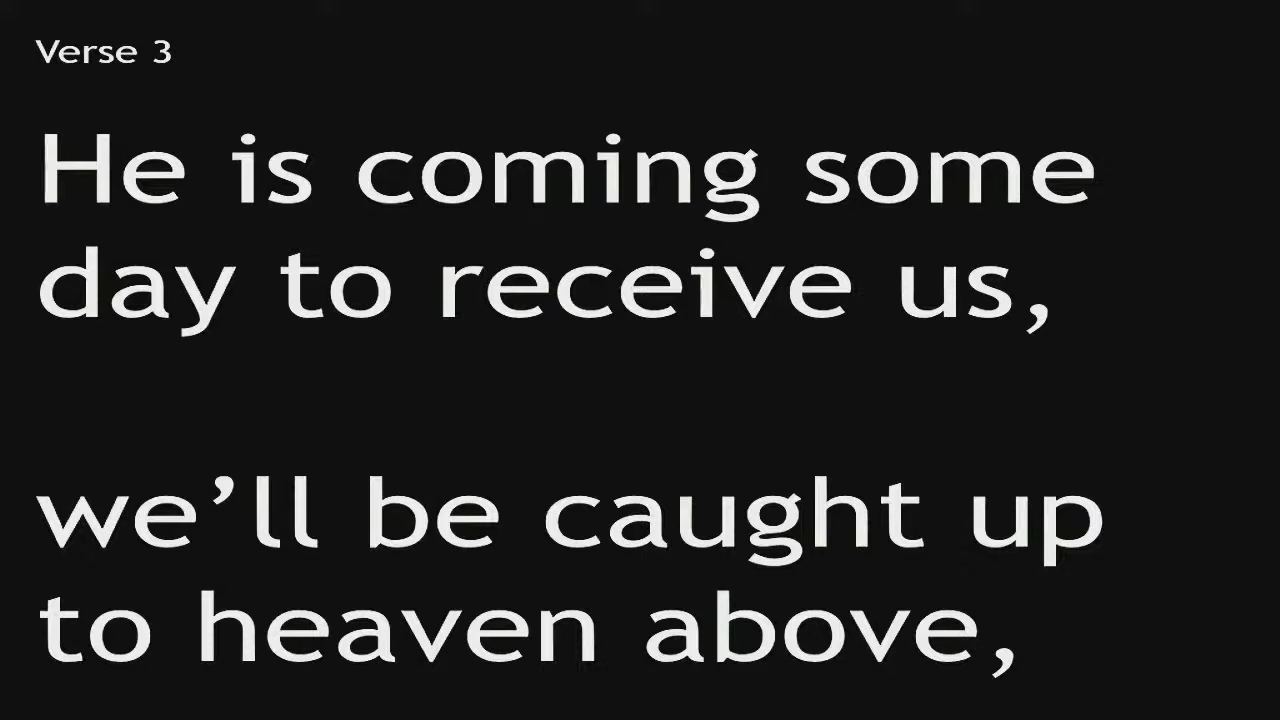 Verse 3
He is coming some
day to receive us,
we’ll be caught up
to heaven above,